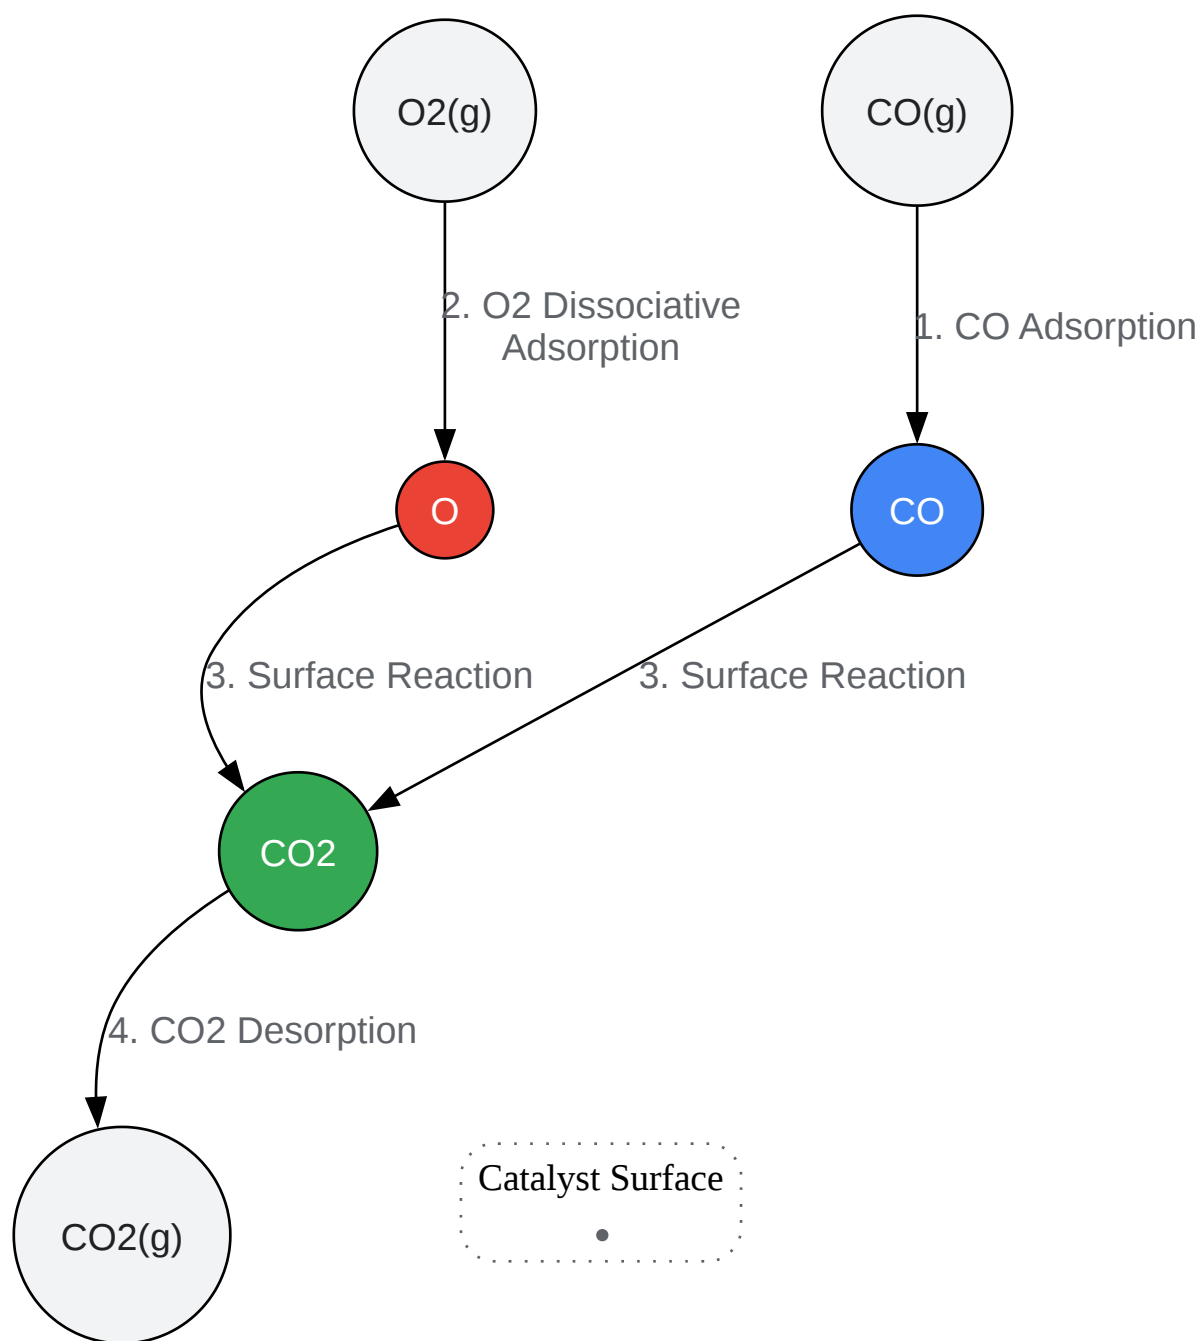 O2(g)
CO(g)
2. O2 Dissociative
Adsorption
1. CO Adsorption
O
CO
3. Surface Reaction
3. Surface Reaction
CO2
4. CO2 Desorption
Catalyst Surface
CO2(g)